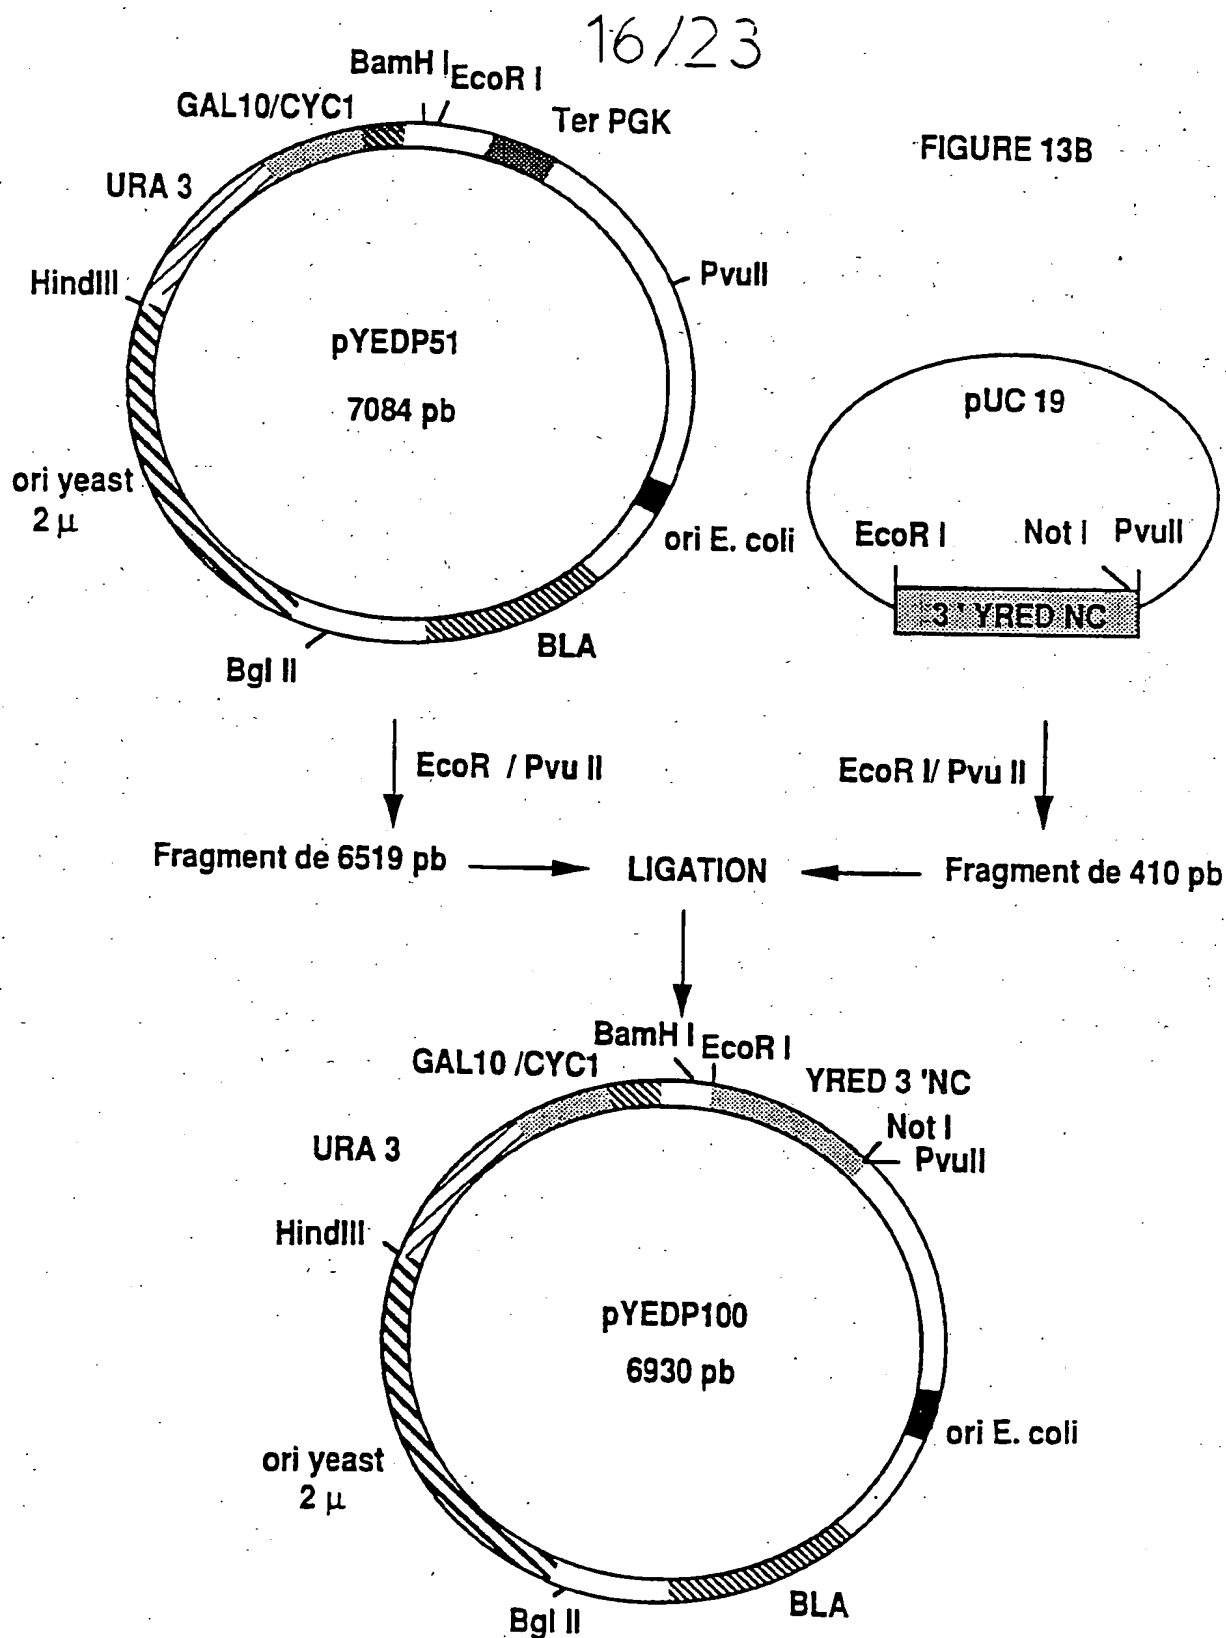 16/23
BamH I
EcoR I
GAL10/CYC1
Ter PGK
FIGURE 13B
URA 3
HindIII
PvuII
pYEDP51
7084 pb
pUC 19
ori yeast
2 µ
ori E. coli
EcoR I
Not I
PvuII
3' YRED NC
BLA
Bgl II
EcoR / Pvu II
EcoR I/ Pvu II
Fragment de 6519 pb
LIGATION
Fragment de 410 pb
BamH I
EcoR I
GAL10 /CYC1
YRED 3 'NC
Not I
PvuII
URA 3
HindIII
pYEDP100
6930 pb
ori E. coli
ori yeast
2 µ
BLA
Bgl II